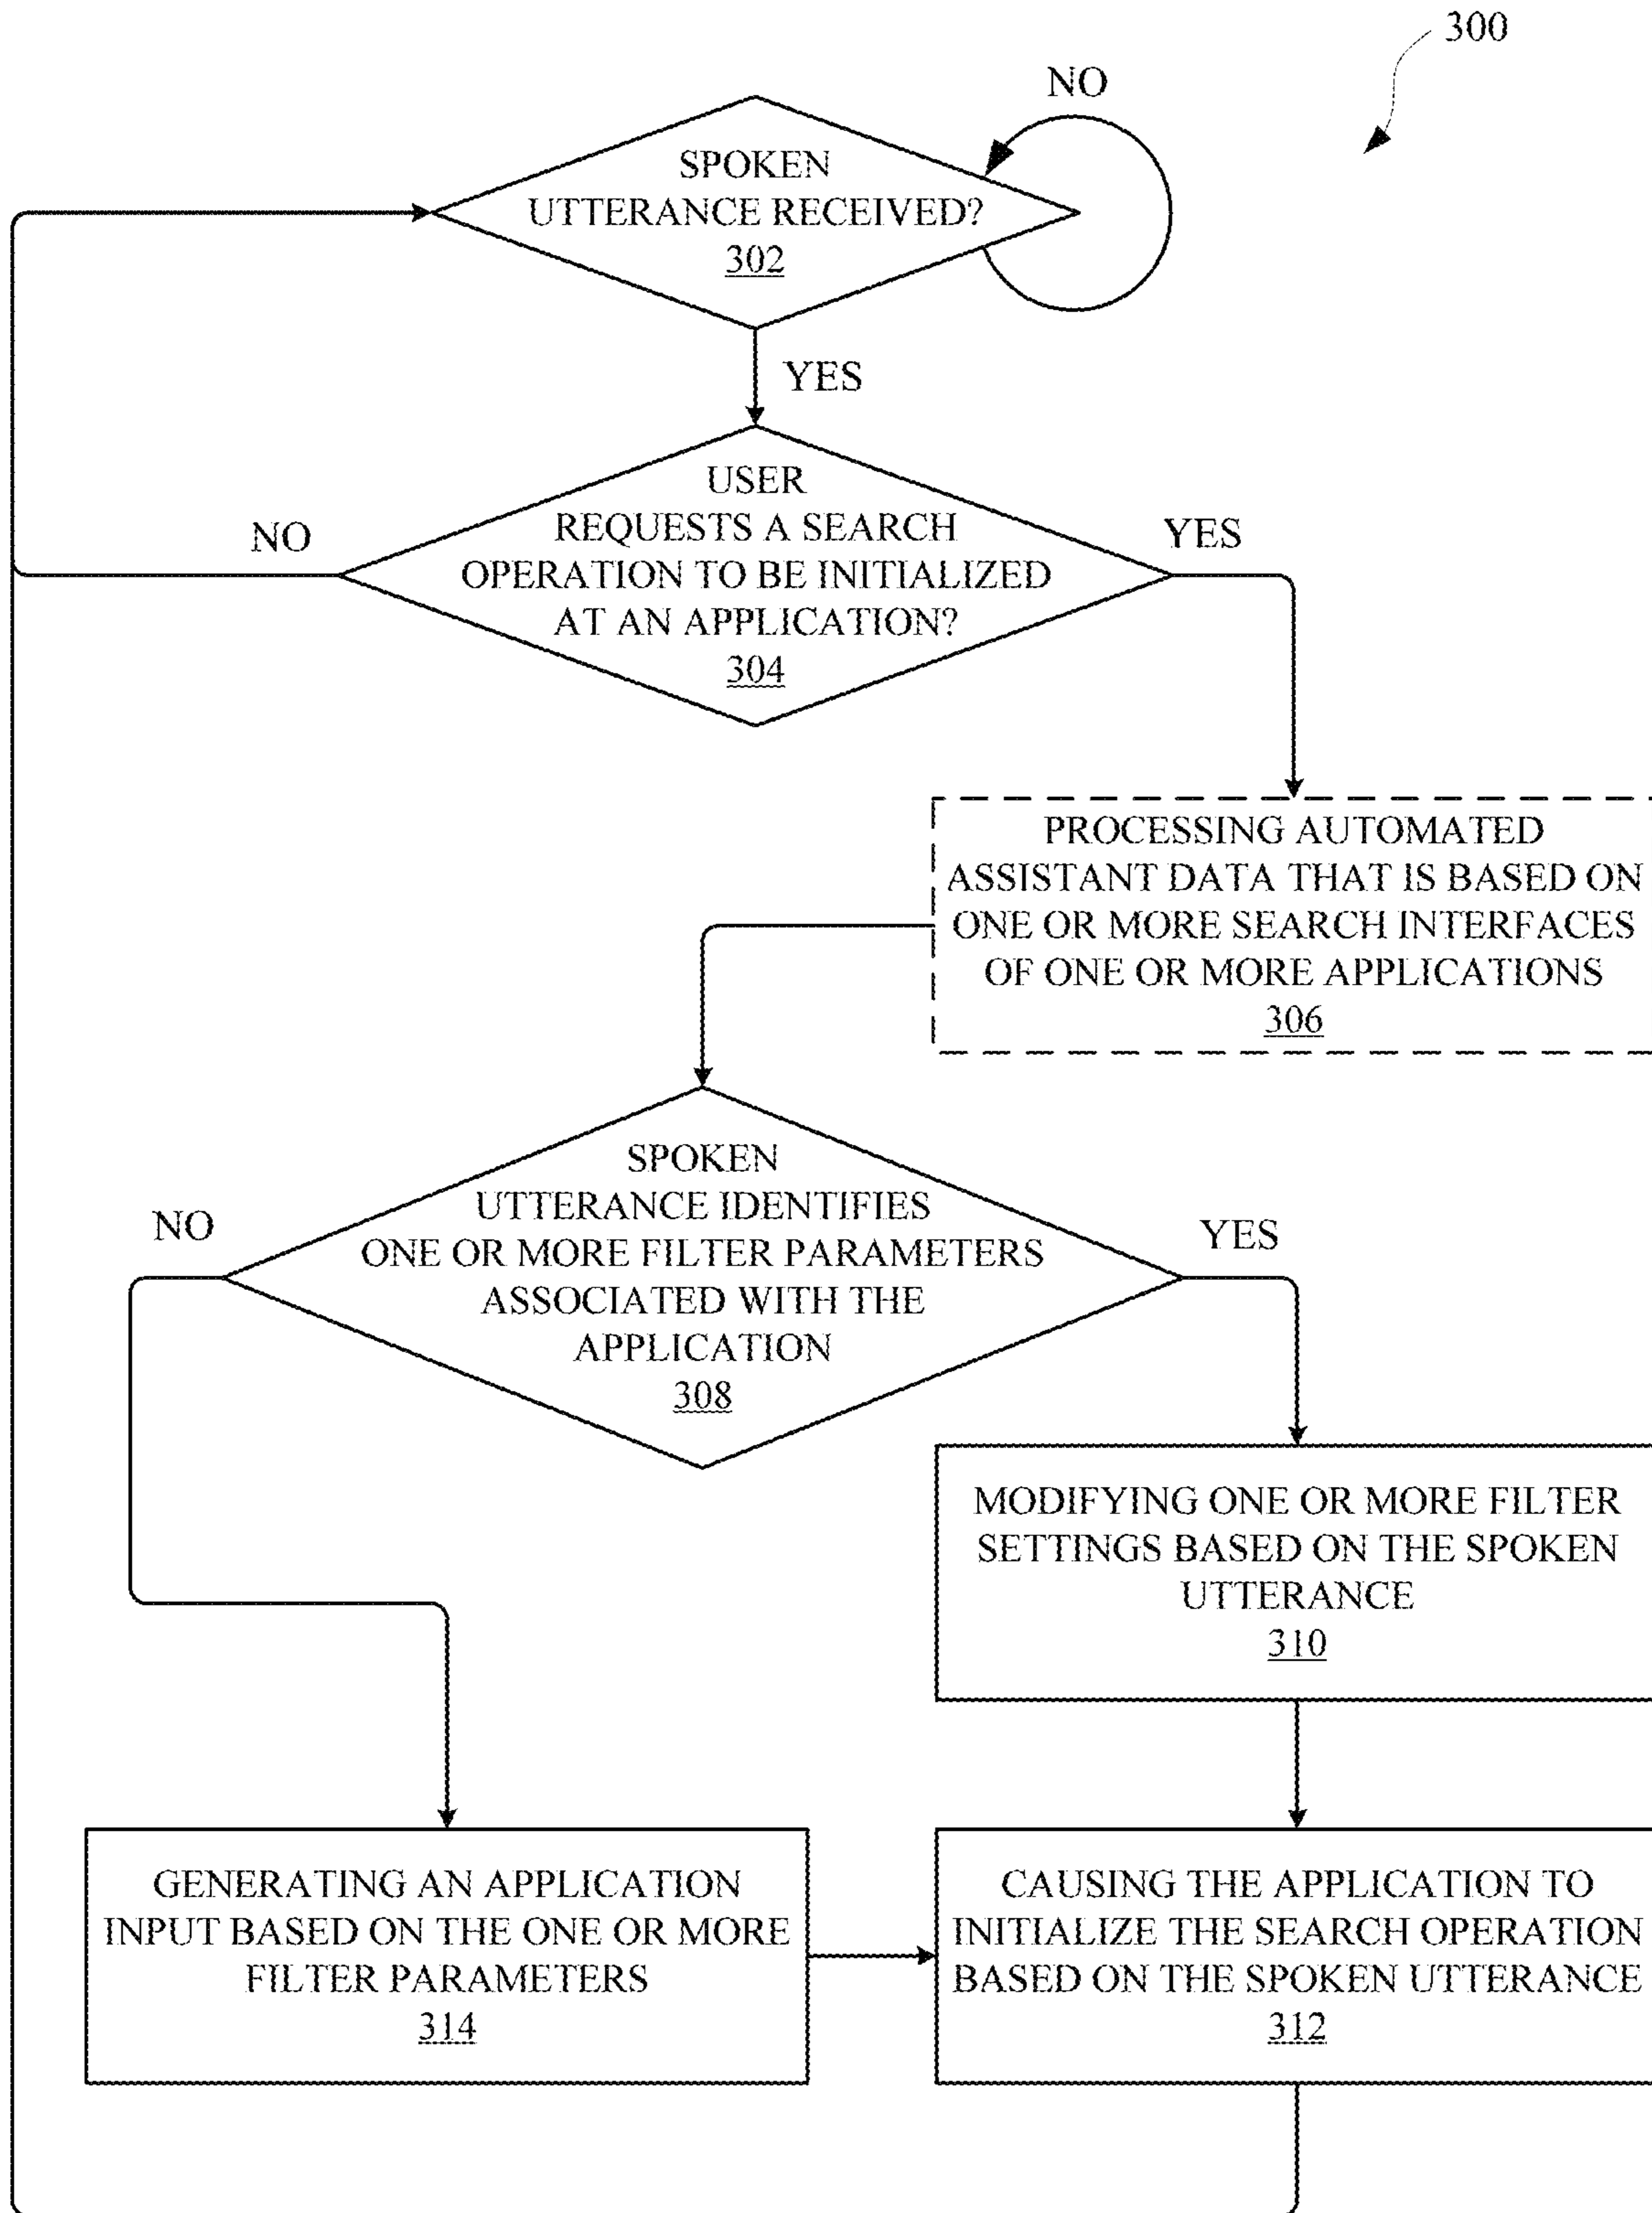 300
NO
SPOKEN
UTTERANCE RECEIVED?
302
YES
USER
REQUESTS A SEARCH
OPERATION TO BE INITIALIZED
AT AN APPLICATION?
304
NO
YES
PROCESSING AUTOMATED
ASSISTANT DATA THAT IS BASED ON
ONE OR MORE SEARCH INTERFACES
OF ONE OR MORE APPLICATIONS
306
SPOKEN
UTTERANCE IDENTIFIES
ONE OR MORE FILTER PARAMETERS
ASSOCIATED WITH THE
APPLICATION
308
NO
YES
MODIFYING ONE OR MORE FILTER
SETTINGS BASED ON THE SPOKEN
UTTERANCE
310
GENERATING AN APPLICATION
INPUT BASED ON THE ONE OR MORE
FILTER PARAMETERS
314
CAUSING THE APPLICATION TO
INITIALIZE THE SEARCH OPERATION
BASED ON THE SPOKEN UTTERANCE
312